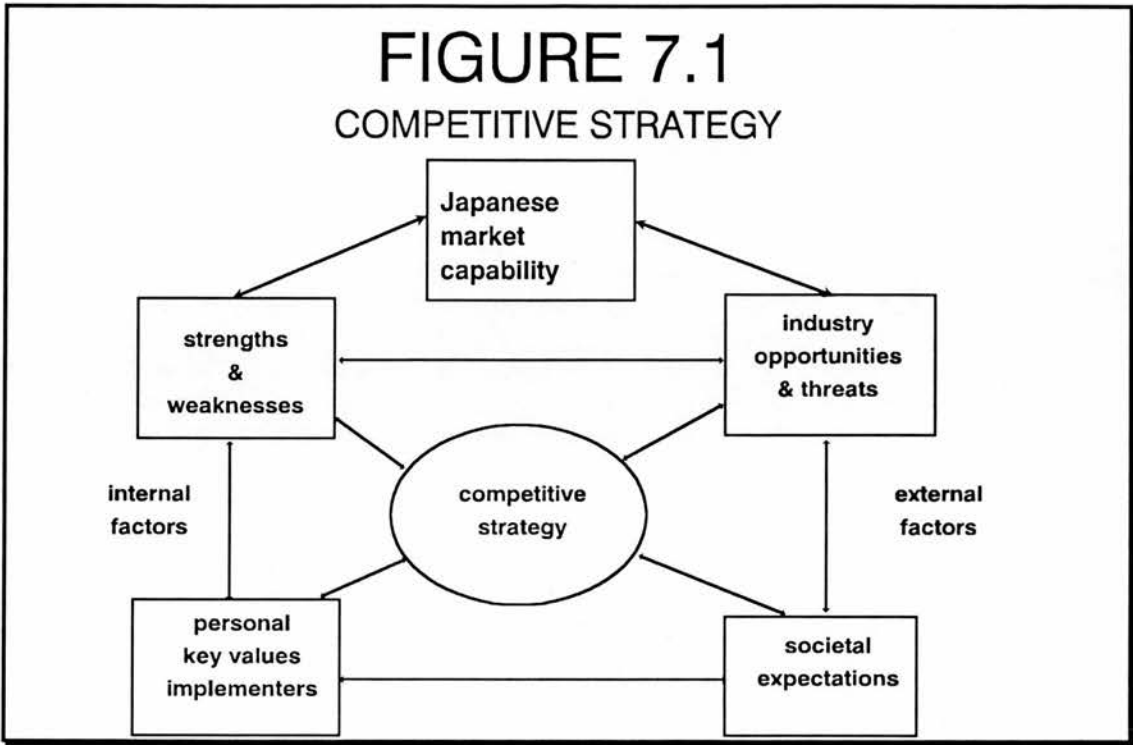 FIGURE 7.1
COMPETITIVE STRATEGY
Japanese
market
capability
strengths
&
weaknesses
industry
opportunities
& threats
internal
factors
competitive
strategy
external
factors
personal
key values
implementers
societal
expectations